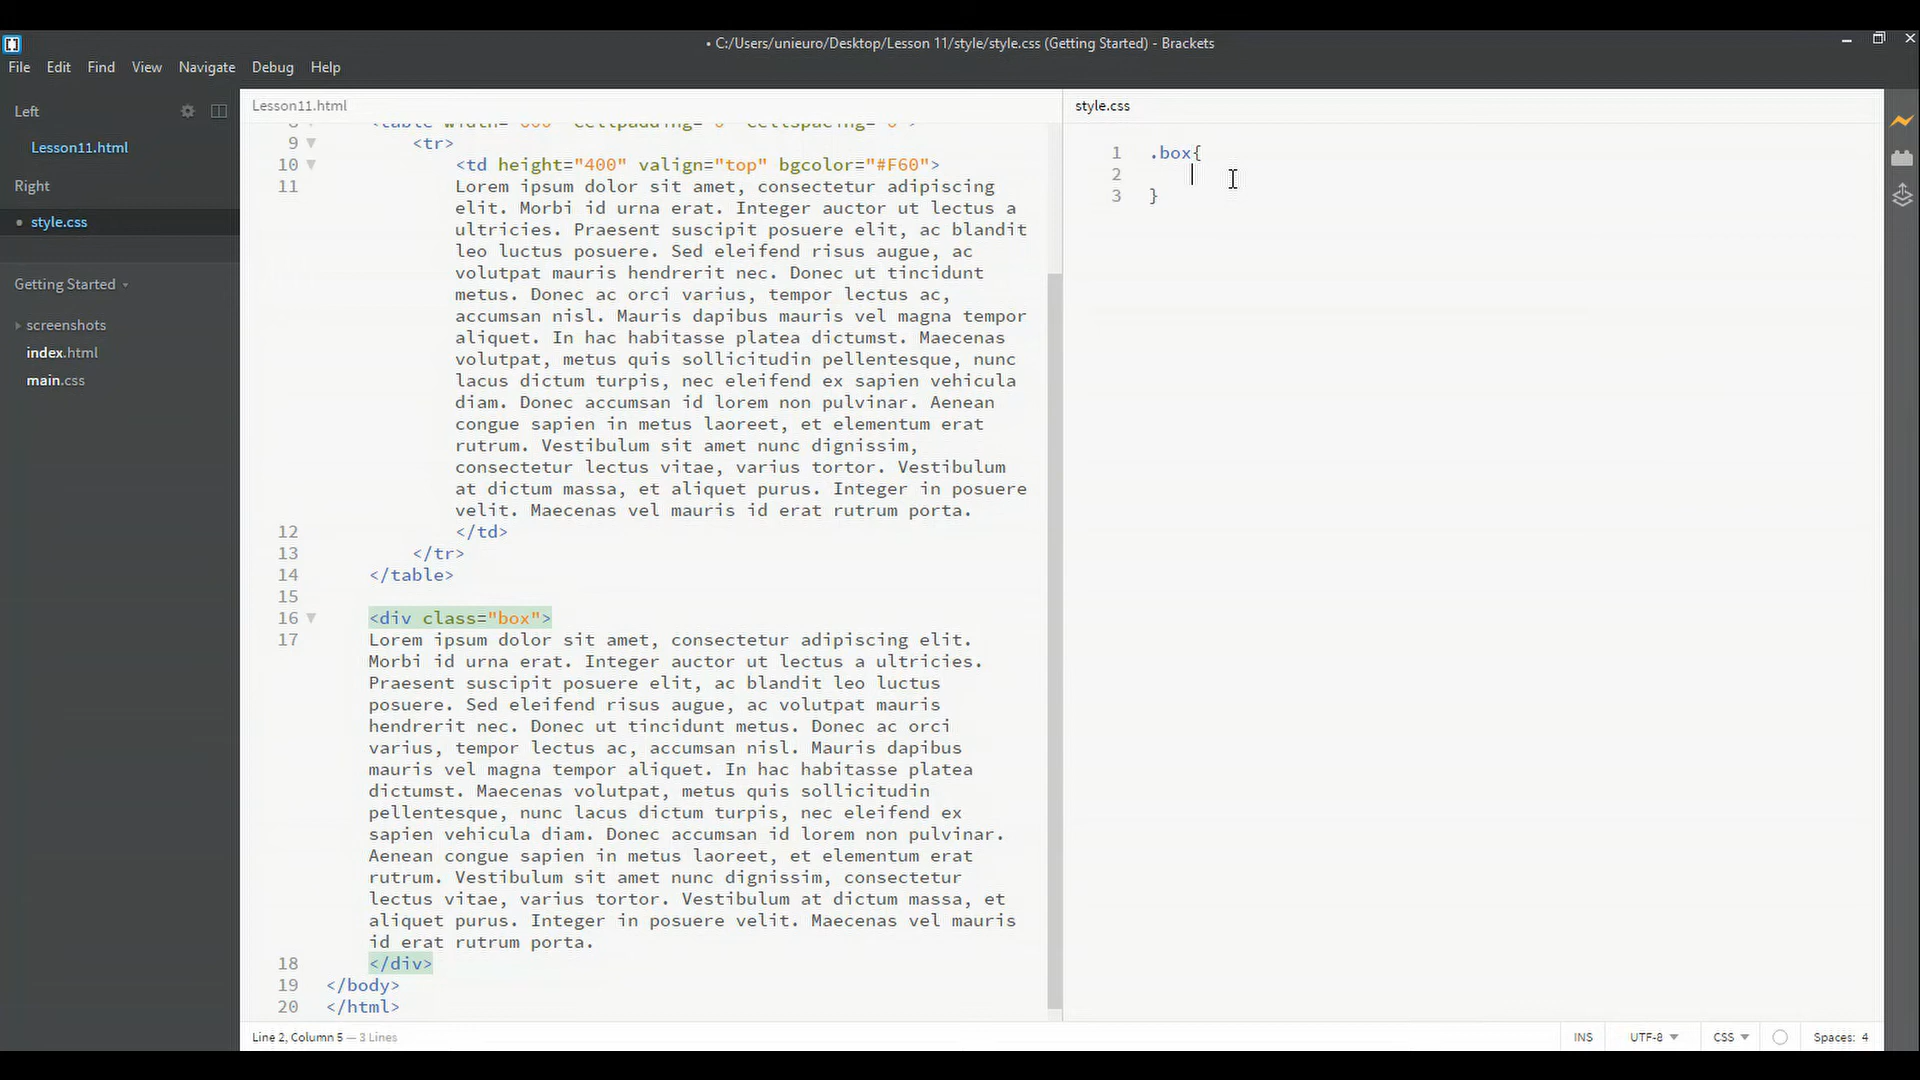 • C:/Users/unieuro/Desktop/Lesson 11/style/style.css (Getting Started) - Brackets
File Edit Find View Navigate Debug Help
Left
Lesson11.html
Right
• style.css
Getting Started
screenshots
index.html
main.css
Lesson11.html
8 <table width="600" cellpadding="0" cellspacing="0">
9 <tr>
10 <td height="400" valign="top" bgcolor="#F60">
11 Lorem ipsum dolor sit amet, consectetur adipiscing
elit. Morbi id urna erat. Integer auctor ut lectus a
ultricies. Praesent suscipit posuere elit, ac blandit
leo luctus posuere. Sed eleifend risus augue, ac
volutpat mauris hendrerit nec. Donec ut tincidunt
metus. Donec ac orci varius, tempor lectus ac,
accumsan nisl. Mauris dapibus mauris vel magna tempor
aliquet. In hac habitasse platea dictumst. Maecenas
volutpat, metus quis sollicitudin pellentesque, nunc
lacus dictum turpis, nec eleifend ex sapien vehicula
diam. Donec accumsan id lorem non pulvinar. Aenean
congue sapien in metus laoreet, et elementum erat
rutrum. Vestibulum sit amet nunc dignissim,
consectetur lectus vitae, varius tortor. Vestibulum
at dictum massa, et aliquet purus. Integer in posuere
velit. Maecenas vel mauris id erat rutrum porta.
12 </td>
13 </tr>
14 </table>
15
16 <div class="box">
17 Lorem ipsum dolor sit amet, consectetur adipiscing elit.
Morbi id urna erat. Integer auctor ut lectus a ultricies.
Praesent suscipit posuere elit, ac blandit leo luctus
posuere. Sed eleifend risus augue, ac volutpat mauris
hendrerit nec. Donec ut tincidunt metus. Donec ac orci
varius, tempor lectus ac, accumsan nisl. Mauris dapibus
mauris vel magna tempor aliquet. In hac habitasse platea
dictumst. Maecenas volutpat, metus quis sollicitudin
pellentesque, nunc lacus dictum turpis, nec eleifend ex
sapien vehicula diam. Donec accumsan id lorem non pulvinar.
Aenean congue sapien in metus laoreet, et elementum erat
rutrum. Vestibulum sit amet nunc dignissim, consectetur
lectus vitae, varius tortor. Vestibulum at dictum massa, et
aliquet purus. Integer in posuere velit. Maecenas vel mauris
id erat rutrum porta.
18 </div>
19 </body>
20 </html>
style.css
1 .box{
2
3 }
Line 2, Column 5 — 3 Lines
INS UTF-8 CSS Spaces: 4